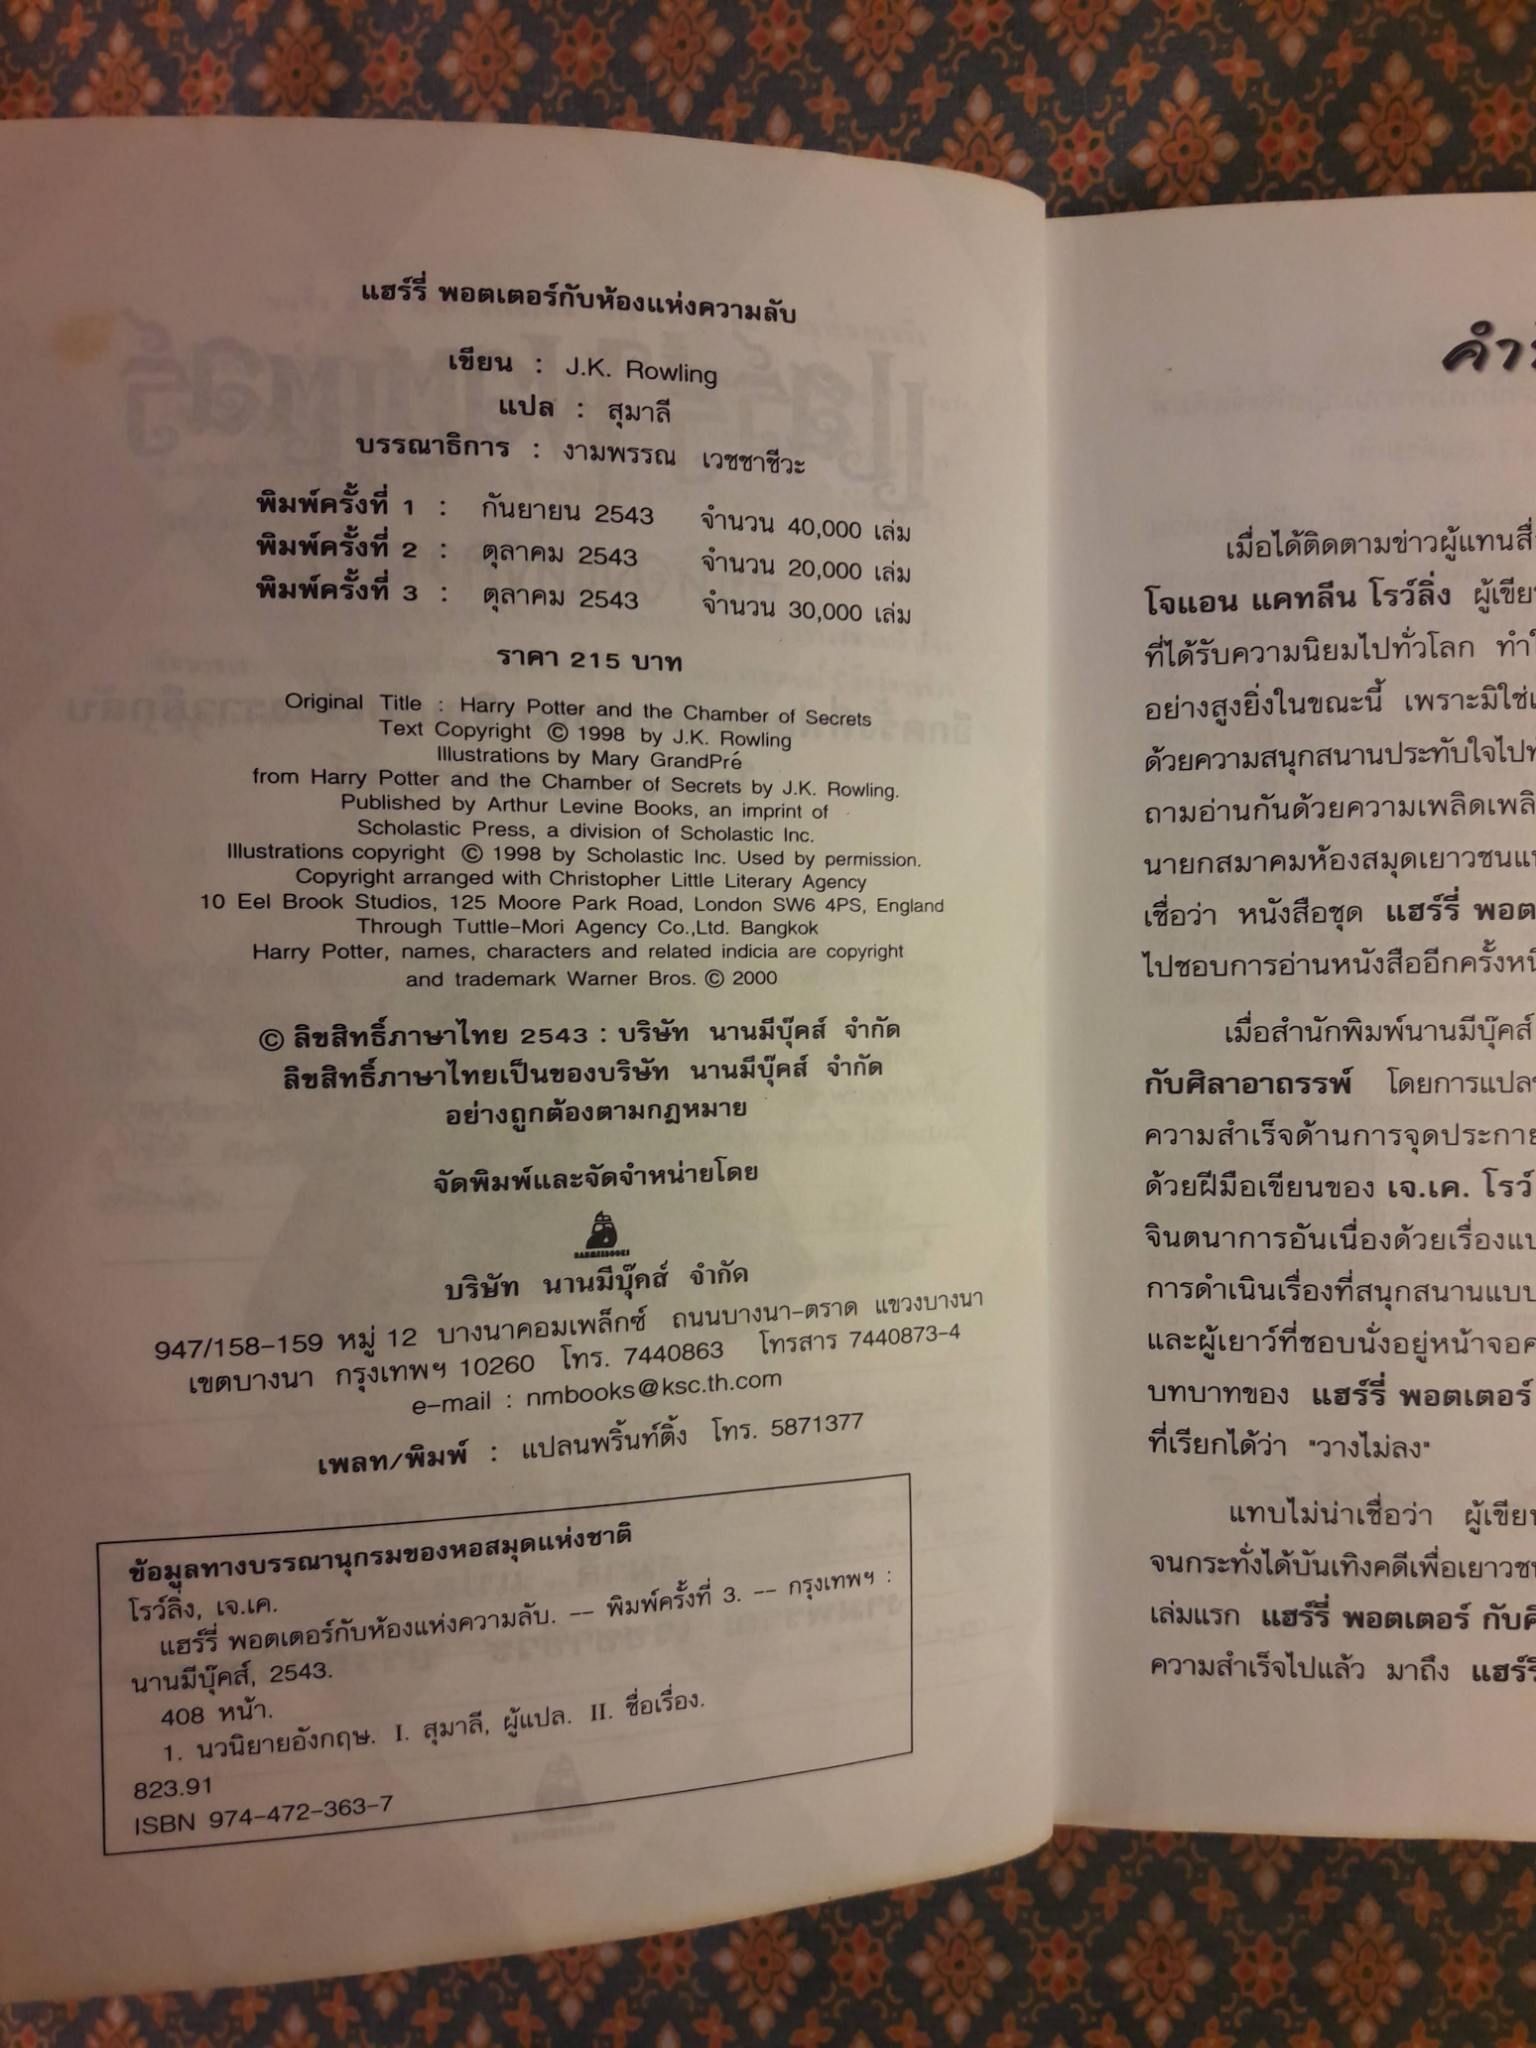 แฮร์รี่ พอตเตอร์กับห้องแห่งความลับ
เขียน : J.K. Rowling
แปล : สุมาลี
บรรณาธิการ : งามพรรณ เวชชาชีวะ
พิมพ์ครั้งที่ 1 : กันยายน 2543 จำนวน 40,000 เล่ม
พิมพ์ครั้งที่ 2 : ตุลาคม 2543 จำนวน 20,000 เล่ม
พิมพ์ครั้งที่ 3 : ตุลาคม 2543 จำนวน 30,000 เล่ม
ราคา 215 บาท
Original Title : Harry Potter and the Chamber of Secrets
Text Copyright © 1998 by J.K. Rowling
Illustrations by Mary GrandPré
from Harry Potter and the Chamber of Secrets by J.K. Rowling.
Published by Arthur Levine Books, an imprint of
Scholastic Press, a division of Scholastic Inc.
Illustrations copyright © 1998 by Scholastic Inc. Used by permission.
Copyright arranged with Christopher Little Literary Agency
10 Eel Brook Studios, 125 Moore Park Road, London SW6 4PS, England
Through Tuttle-Mori Agency Co.,Ltd. Bangkok
Harry Potter, names, characters and related indicia are copyright
and trademark Warner Bros. © 2000
© ลิขสิทธิ์ภาษาไทย 2543 : บริษัท นานมีบุ๊คส์ จำกัด
ลิขสิทธิ์ภาษาไทยเป็นของบริษัท นานมีบุ๊คส์ จำกัด
อย่างถูกต้องตามกฎหมาย
จัดพิมพ์และจัดจำหน่ายโดย
NANMEEBOOKS
บริษัท นานมีบุ๊คส์ จำกัด
947/158-159 หมู่ 12 บางนาคอมเพล็กซ์ ถนนบางนา-ตราด แขวงบางนา
เขตบางนา กรุงเทพฯ 10260 โทร. 7440863 โทรสาร 7440873-4
e-mail : nmbooks@ksc.th.com
เพลท/พิมพ์ : แปลนพริ้นท์ติ้ง โทร. 5871377
ข้อมูลทางบรรณานุกรมของหอสมุดแห่งชาติ
โรว์ลิ่ง, เจ.เค.
แฮร์รี่ พอตเตอร์กับห้องแห่งความลับ. -- พิมพ์ครั้งที่ 3. -- กรุงเทพฯ :
นานมีบุ๊คส์, 2543.
408 หน้า.
1. นวนิยายอังกฤษ. I. สุมาลี, ผู้แปล. II. ชื่อเรื่อง.
823.91
ISBN 974-472-363-7
เมื่อได้ติดตามข่าวผู้แทนสื่
โจแอน แคทลีน โรว์ลิ่ง ผู้เขีย
ที่ได้รับความนิยมไปทั่วโลก ทำใ
อย่างสูงยิ่งในขณะนี้ เพราะมิใช่เ
ด้วยความสนุกสนานประทับใจไปท
ถามอ่านกันด้วยความเพลิดเพลิ
นายกสมาคมห้องสมุดเยาวชนแห
เชื่อว่า หนังสือชุด แฮร์รี่ พอต
ไปชอบการอ่านหนังสืออีกครั้งหนึ
เมื่อสำนักพิมพ์นานมีบุ๊คส์
กับศิลาอาถรรพ์ โดยการแปล
ความสำเร็จด้านการจุดประกาย
ด้วยฝีมือเขียนของ เจ.เค. โรว์
จินตนาการอันเนื่องด้วยเรื่องแ
การดำเนินเรื่องที่สนุกสนานแบบ
และผู้เยาว์ที่ชอบนั่งอยู่หน้าจอค
บทบาทของ แฮร์รี่ พอตเตอร์
ที่เรียกได้ว่า "วางไม่ลง"
แทบไม่น่าเชื่อว่า ผู้เขีย
จนกระทั่งได้บันเทิงคดีเพื่อเยาวช
เล่มแรก แฮร์รี่ พอตเตอร์ กับศิ
ความสำเร็จไปแล้ว มาถึง แฮร์รี